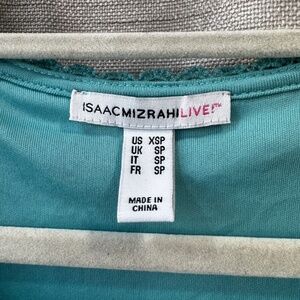 ISAACMIZRAHILIVE!™
US XSP
UK SP
IT SP
FR SP
MADE IN
CHINA